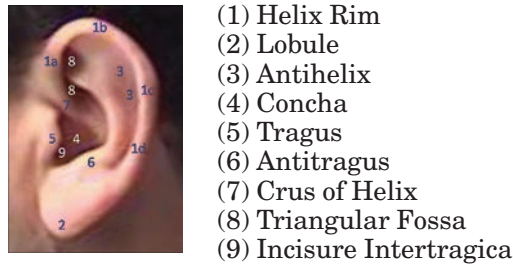 1b
1a
8
3
8
3
1c
7
5
4
9
6
1d
2
(1) Helix Rim
(2) Lobule
(3) Antihelix
(4) Concha
(5) Tragus
(6) Antitragus
(7) Crus of Helix
(8) Triangular Fossa
(9) Incisure Intertragica